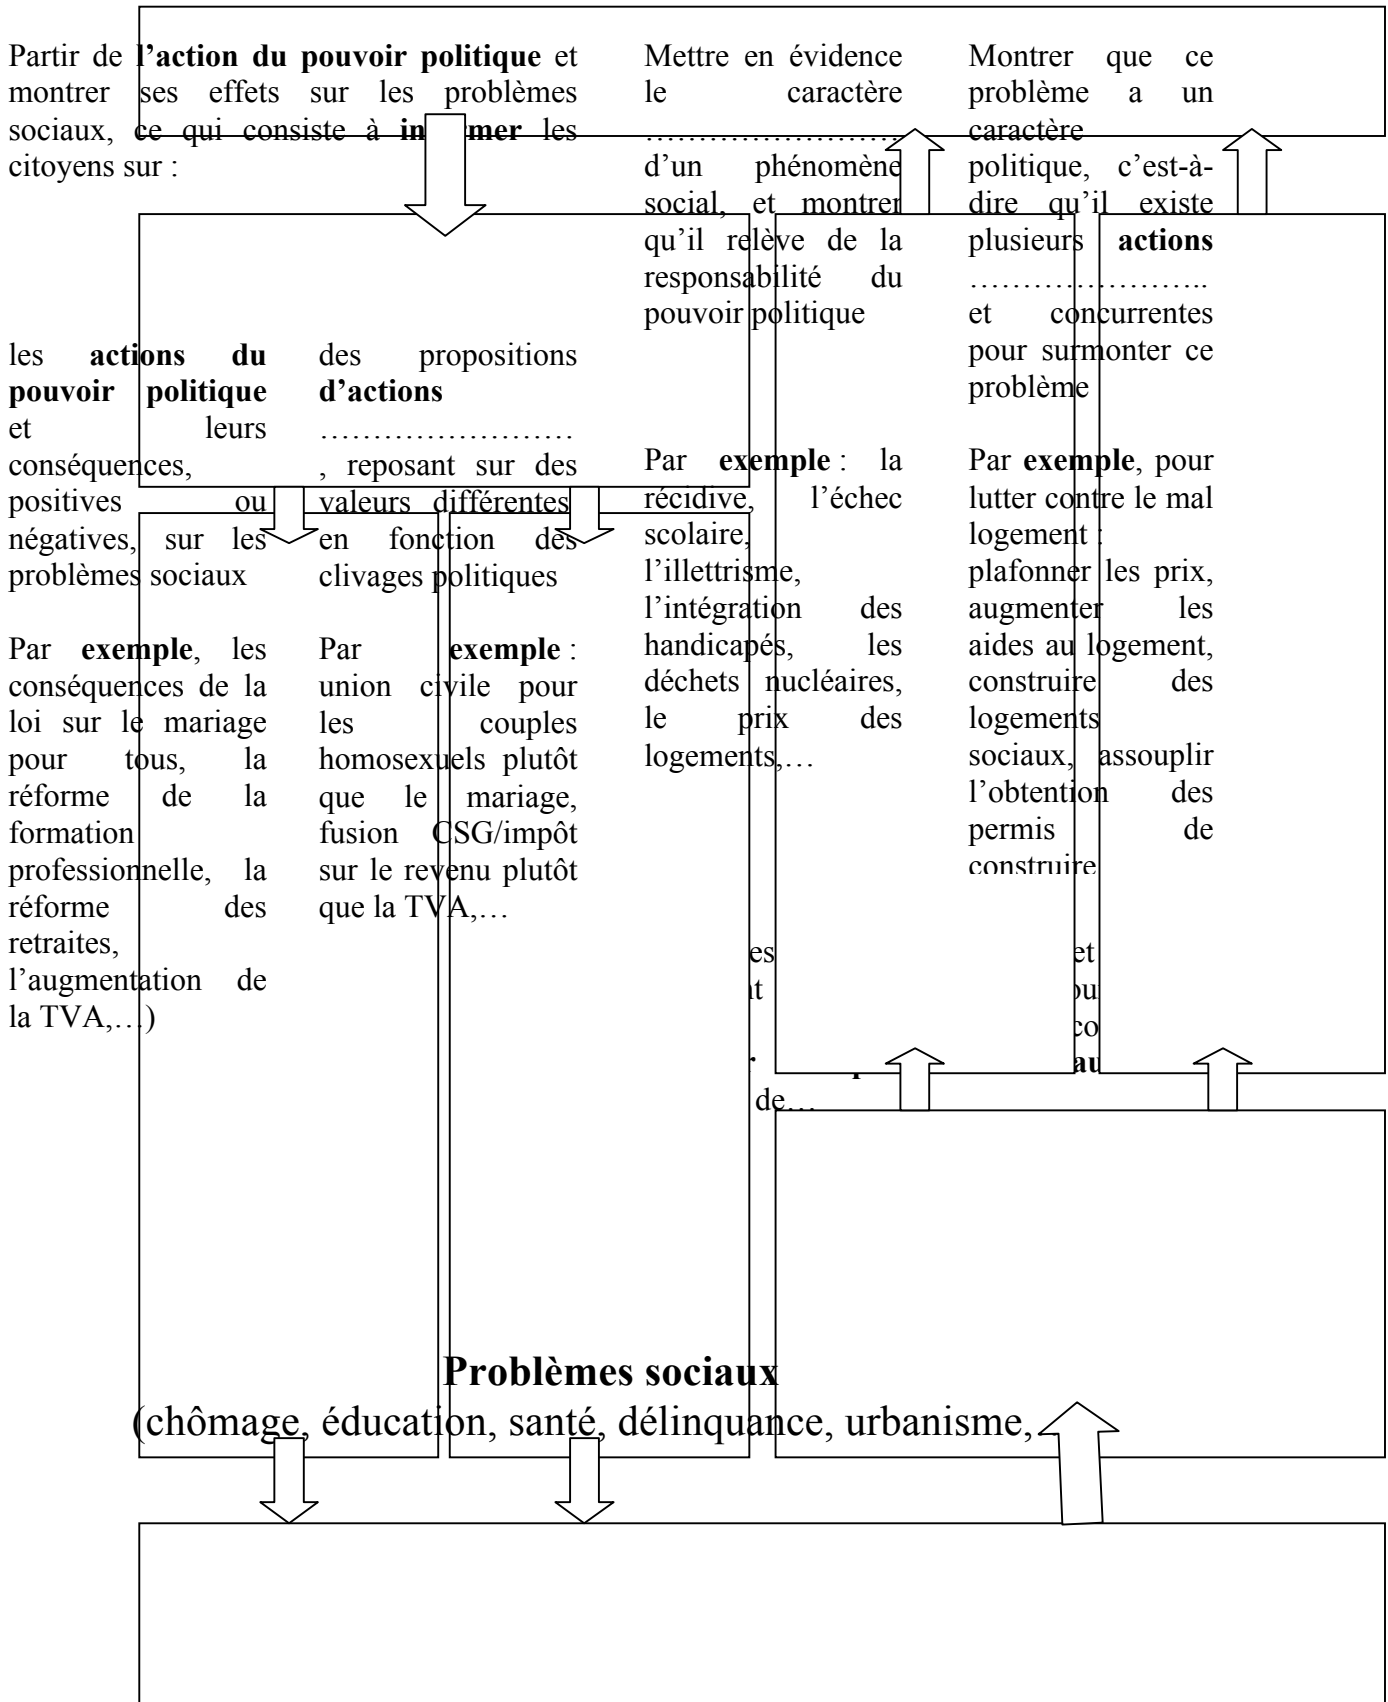 Partir de l'action du pouvoir politique et
montrer ses effets sur les problèmes
sociaux, ce qui consiste à informer les
citoyens sur :
les actions du
pouvoir politique
et leurs
conséquences,
positives ou
négatives, sur les
problèmes sociaux
Par exemple, les
conséquences de la
loi sur le mariage
pour tous, la
réforme de la
formation
professionnelle, la
réforme des
retraites,
l'augmentation de
la TVA,…)
des propositions
d'actions
……………………
, reposant sur des
valeurs différentes
en fonction des
clivages politiques
Par exemple :
union civile pour
les couples
homosexuels plutôt
que le mariage,
fusion CSG/impôt
sur le revenu plutôt
que la TVA,…
Mettre en évidence
le caractère
……………………
d'un phénomène
social, et montrer
qu'il relève de la
responsabilité du
pouvoir politique
Par exemple : la
récidive, l'échec
scolaire,
l'illettrisme,
l'intégration des
handicapés, les
déchets nucléaires,
le prix des
logements,…
Montrer que ce
problème a un
caractère
politique, c'est-à-
dire qu'il existe
plusieurs actions
…………………..
et concurrentes
pour surmonter ce
problème
Par exemple, pour
lutter contre le mal
logement :
plafonner les prix,
augmenter les
aides au logement,
construire des
logements
sociaux, assouplir
l'obtention des
permis de
construire
es et
de…
Problèmes sociaux
(chômage, éducation, santé, délinquance, urbanisme,